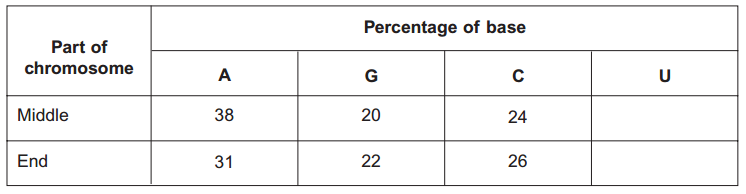 Part of
chromosome
Percentage of base
A G C U
Middle 38 20 24
End 31 22 26